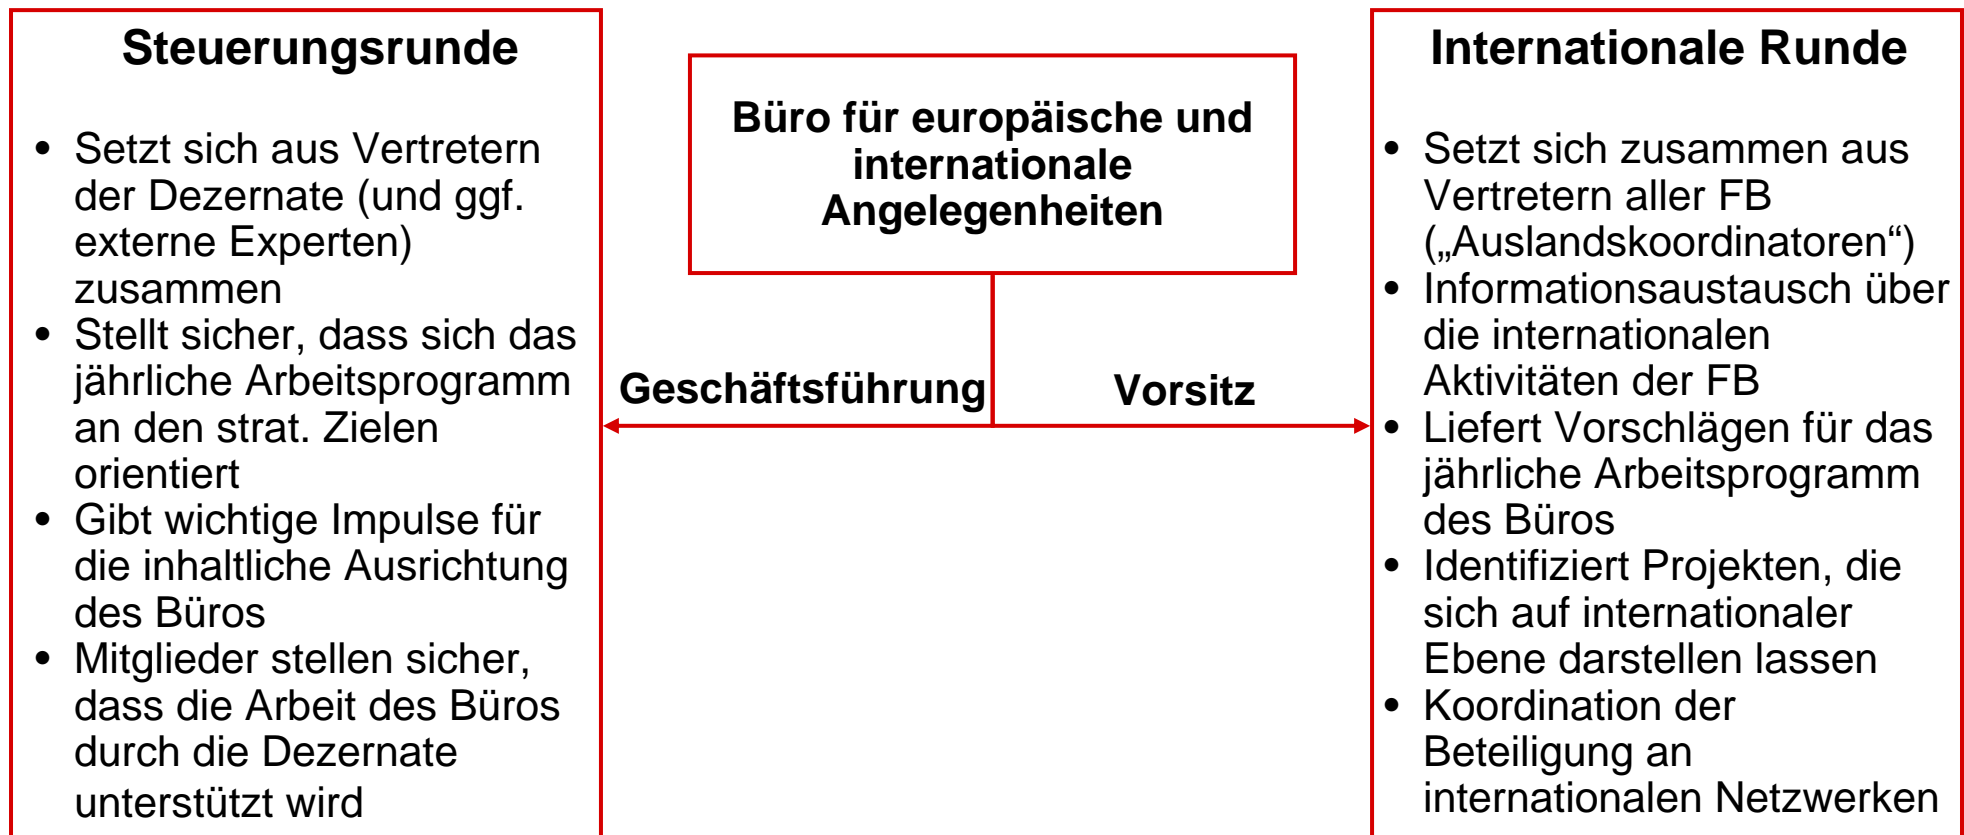 Steuerungsrunde
• Setzt sich aus Vertretern
der Dezernate (und ggf.
externe Experten)
zusammen
• Stellt sicher, dass sich das
jährliche Arbeitsprogramm
an den strat. Zielen
orientiert
• Gibt wichtige Impulse für
die inhaltliche Ausrichtung
des Büros
• Mitglieder stellen sicher,
dass die Arbeit des Büros
durch die Dezernate
unterstützt wird
Büro für europäische und
internationale
Angelegenheiten
Geschäftsführung
Vorsitz
Internationale Runde
• Setzt sich zusammen aus
Vertretern aller FB
(„Auslandskoordinatoren“)
• Informationsaustausch über
die internationalen
Aktivitäten der FB
• Liefert Vorschlägen für das
jährliche Arbeitsprogramm
des Büros
• Identifiziert Projekten, die
sich auf internationaler
Ebene darstellen lassen
• Koordination der
Beteiligung an
internationalen Netzwerken